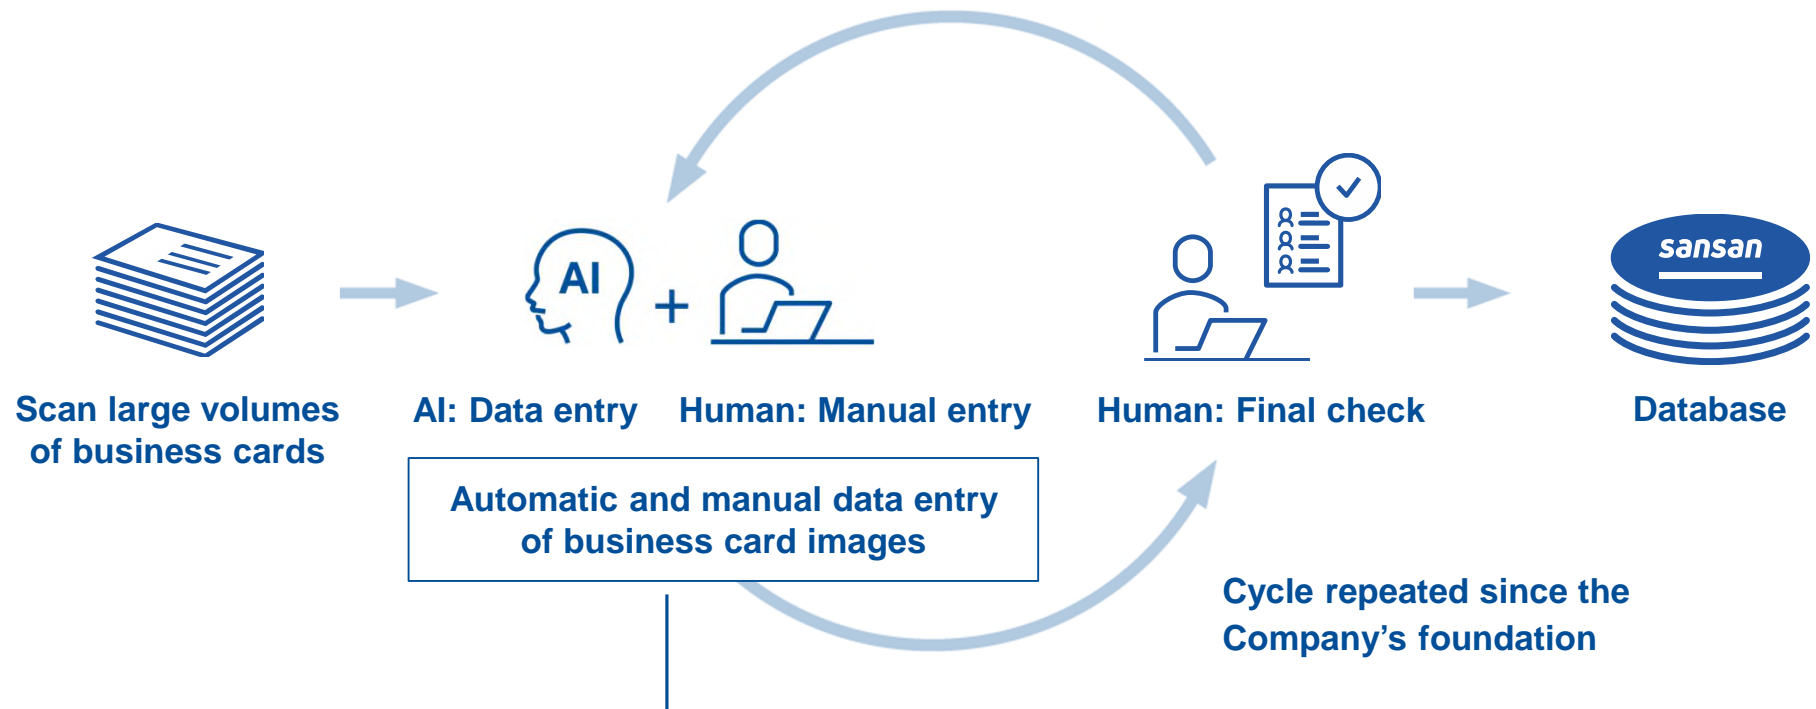 AI
sansan
Scan large volumes
of business cards
AI: Data entry
Human: Manual entry
Human: Final check
Database
Automatic and manual data entry
of business card images
Cycle repeated since the
Company’s foundation